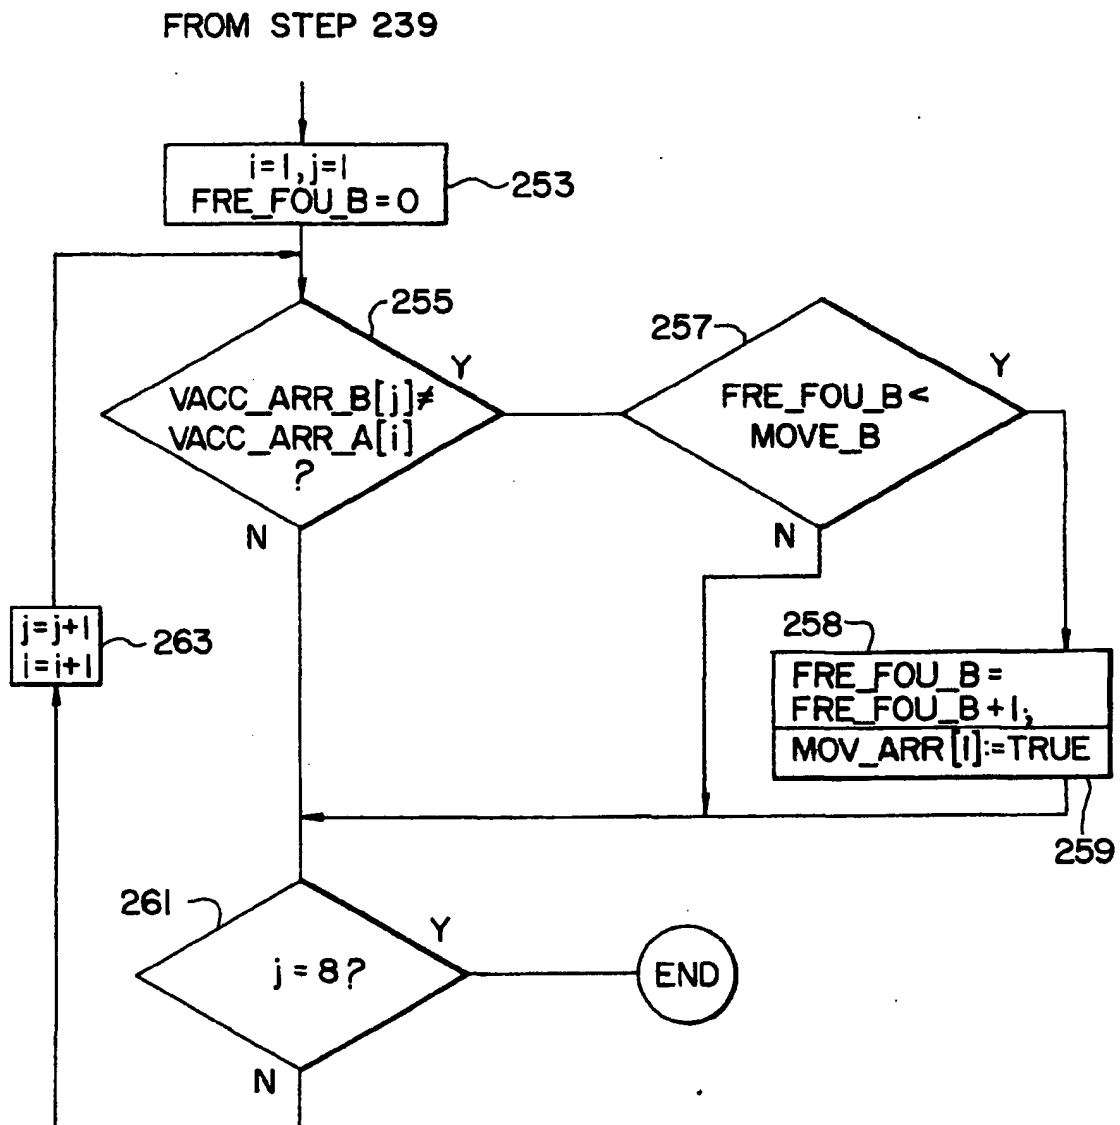 FROM STEP 239
i=1, j=1
FRE_FOU_B=0
253
255
VACC_ARR_B[j]≠
VACC_ARR_A[i]
?
Y
N
257
FRE_FOU_B<
MOVE_B
Y
N
j=j+1
i=i+1
263
258
FRE_FOU_B=
FRE_FOU_B+1;
MOV_ARR[i]:=TRUE
259
261
j=8?
Y
END
N